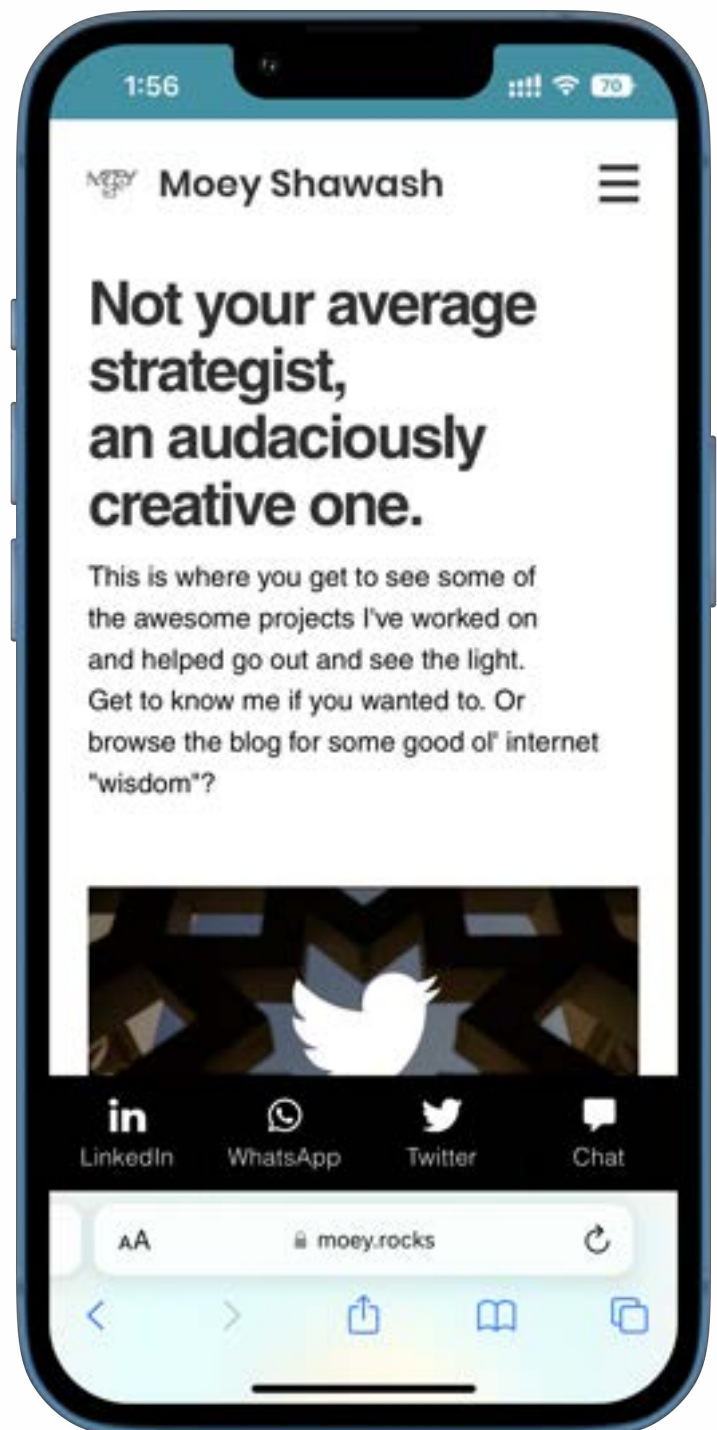 1:56
70
Moey Shawash
Not your average
strategist,
an audaciously
creative one.
This is where you get to see some of
the awesome projects I've worked on
and helped go out and see the light.
Get to know me if you wanted to. Or
browse the blog for some good ol' internet
"wisdom"?
in
LinkedIn WhatsApp Twitter Chat
AA moey.rocks